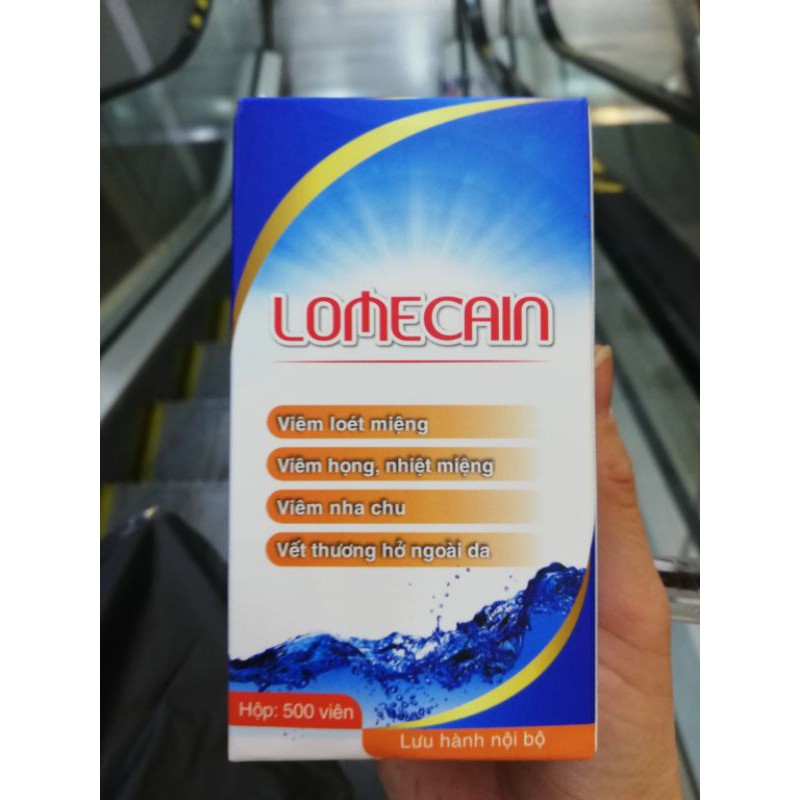 LOMECAIN
Viêm loét miệng
Viêm họng, nhiệt miệng
Viêm nha chu
Vết thương hở ngoài da
Hộp: 500 viên
Lưu hành nội bộ